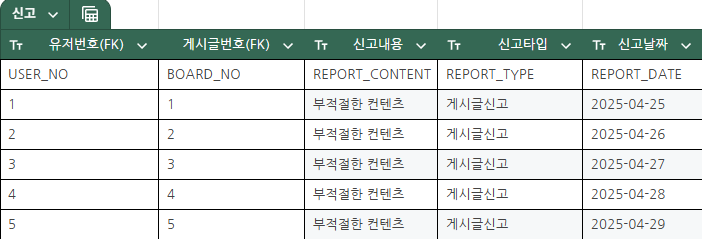 신고
유저번호(FK) 게시글번호(FK) 신고내용 신고타입 신고날짜
USER_NO BOARD_NO REPORT_CONTENT REPORT_TYPE REPORT_DATE
1 1 부적절한 컨텐츠 게시글신고 2025-04-25
2 2 부적절한 컨텐츠 게시글신고 2025-04-26
3 3 부적절한 컨텐츠 게시글신고 2025-04-27
4 4 부적절한 컨텐츠 게시글신고 2025-04-28
5 5 부적절한 컨텐츠 게시글신고 2025-04-29